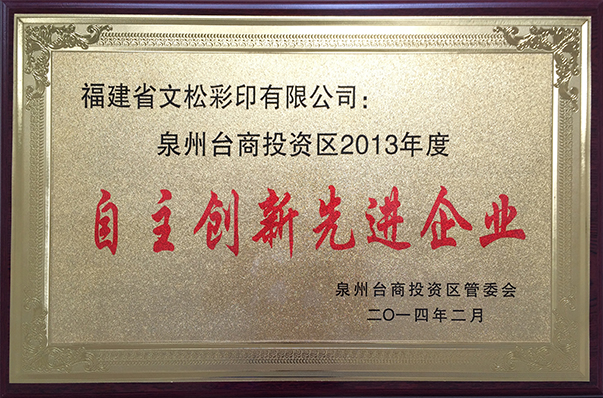 福建省文松彩印有限公司：
泉州台商投资区2013年度
自主创新先进企业
泉州台商投资区管委会
二〇一四年二月